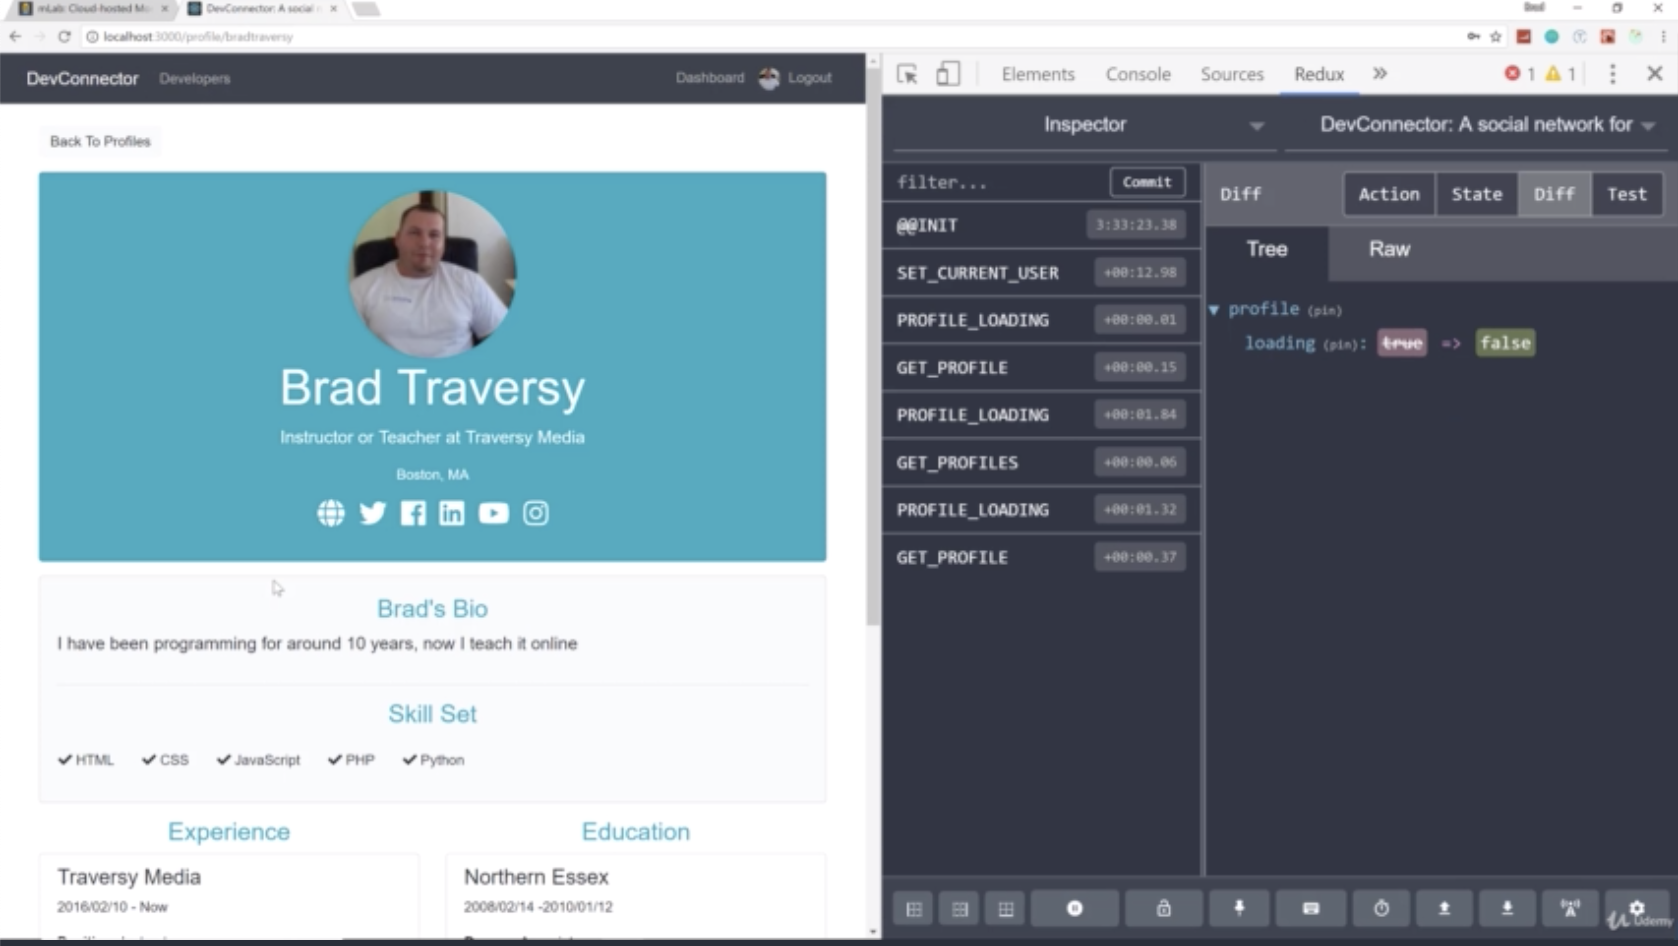 mLab: Cloud-hosted Mo
DevConnector: A social n
localhost:3000/profile/bradtraversy
DevConnector
Developers
Dashboard
Logout
Back To Profiles
Brad Traversy
Instructor or Teacher at Traversy Media
Boston, MA
Brad's Bio
I have been programming for around 10 years, now I teach it online
Skill Set
HTML
CSS
JavaScript
PHP
Python
Experience
Traversy Media
2016/02/10 - Now
Education
Northern Essex
2008/02/14 -2010/01/12
Elements
Console
Sources
Redux
1
1
Inspector
DevConnector: A social network for
filter...
Commit
@@INIT
3:33:23.38
SET_CURRENT_USER
+00:12.98
PROFILE_LOADING
+00:00.01
GET_PROFILE
+00:00.15
PROFILE_LOADING
+00:01.84
GET_PROFILES
+00:00.06
PROFILE_LOADING
+00:01.32
GET_PROFILE
+00:00.37
Diff
Action
State
Diff
Test
Tree
Raw
profile (pin)
loading (pin): true => false
Udemy